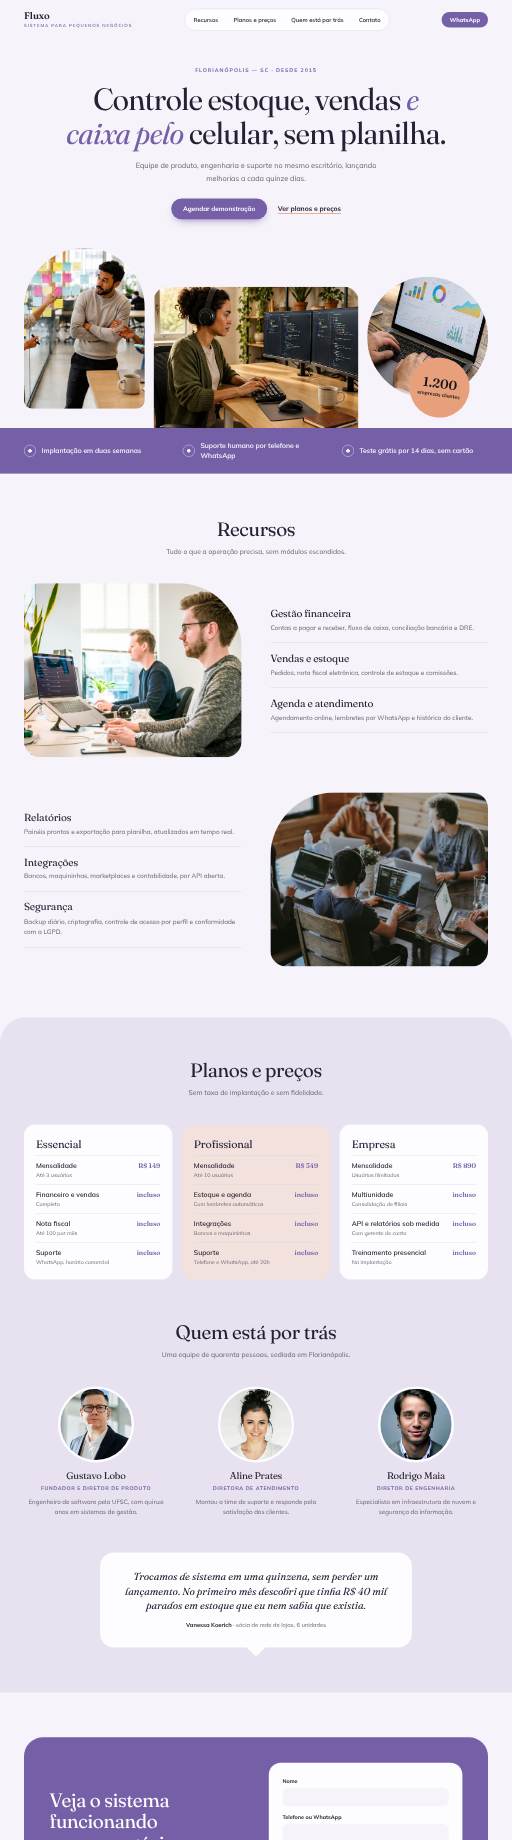 Fluxo
SISTEMA PARA PEQUENOS NEGÓCIOS
Recursos
Planos e preços
Quem está por trás
Contato
WhatsApp
FLORIANÓPOLIS — SC · DESDE 2015
Controle estoque, vendas e
caixa pelo celular, sem planilha.
Equipe de produto, engenharia e suporte no mesmo escritório, lançando
melhorias a cada quinze dias.
Agendar demonstração
Ver planos e preços
1.200
empresas clientes
Implantação em duas semanas
Suporte humano por telefone e
WhatsApp
Teste grátis por 14 dias, sem cartão
Recursos
Tudo o que a operação precisa, sem módulos escondidos.
Gestão financeira
Contas a pagar e receber, fluxo de caixa, conciliação bancária e DRE.
Vendas e estoque
Pedidos, nota fiscal eletrônica, controle de estoque e comissões.
Agenda e atendimento
Agendamento online, lembretes por WhatsApp e histórico do cliente.
Relatórios
Painéis prontos e exportação para planilha, atualizados em tempo real.
Integrações
Bancos, maquininhas, marketplaces e contabilidade, por API aberta.
Segurança
Backup diário, criptografia, controle de acesso por perfil e conformidade
com a LGPD.
Planos e preços
Sem taxa de implantação e sem fidelidade.
Essencial
Mensalidade R$ 149
Até 3 usuários
Financeiro e vendas incluso
Completo
Nota fiscal incluso
Até 100 por mês
Suporte incluso
WhatsApp, horário comercial
Profissional
Mensalidade R$ 349
Até 10 usuários
Estoque e agenda incluso
Com lembretes automáticos
Integrações incluso
Bancos e maquininhas
Suporte incluso
Telefone e WhatsApp, até 20h
Empresa
Mensalidade R$ 890
Usuários ilimitados
Multiunidade incluso
Consolidação de filiais
API e relatórios sob medida incluso
Com gerente de conta
Treinamento presencial incluso
Na implantação
Quem está por trás
Uma equipe de quarenta pessoas, sediada em Florianópolis.
Gustavo Lobo
FUNDADOR E DIRETOR DE PRODUTO
Engenheiro de software pela UFSC, com quinze
anos em sistemas de gestão.
Aline Prates
DIRETORA DE ATENDIMENTO
Montou o time de suporte e responde pela
satisfação dos clientes.
Rodrigo Maia
DIRETOR DE ENGENHARIA
Especialista em infraestrutura de nuvem e
segurança da informação.
Trocamos de sistema em uma quinzena, sem perder um
lançamento. No primeiro mês descobri que tinha R$ 40 mil
parados em estoque que eu nem sabia que existia.
Vanessa Koerich · sócia de rede de lojas, 6 unidades
Veja o sistema
funcionando
Nome
Telefone ou WhatsApp